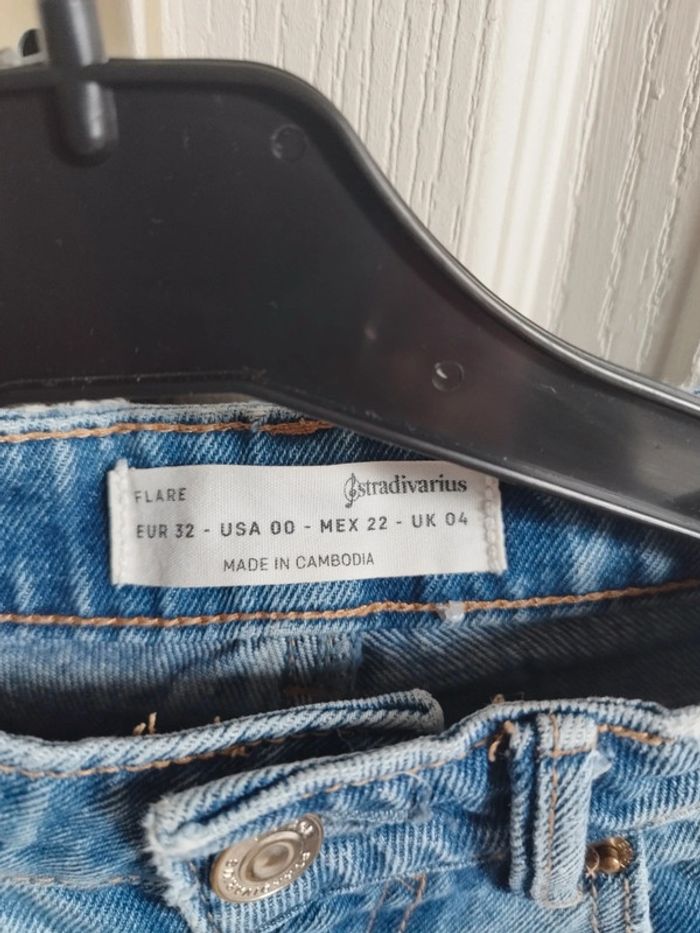 FLARE
stradivarius
EUR 32 - USA 00 - MEX 22 - UK 04
MADE IN CAMBODIA